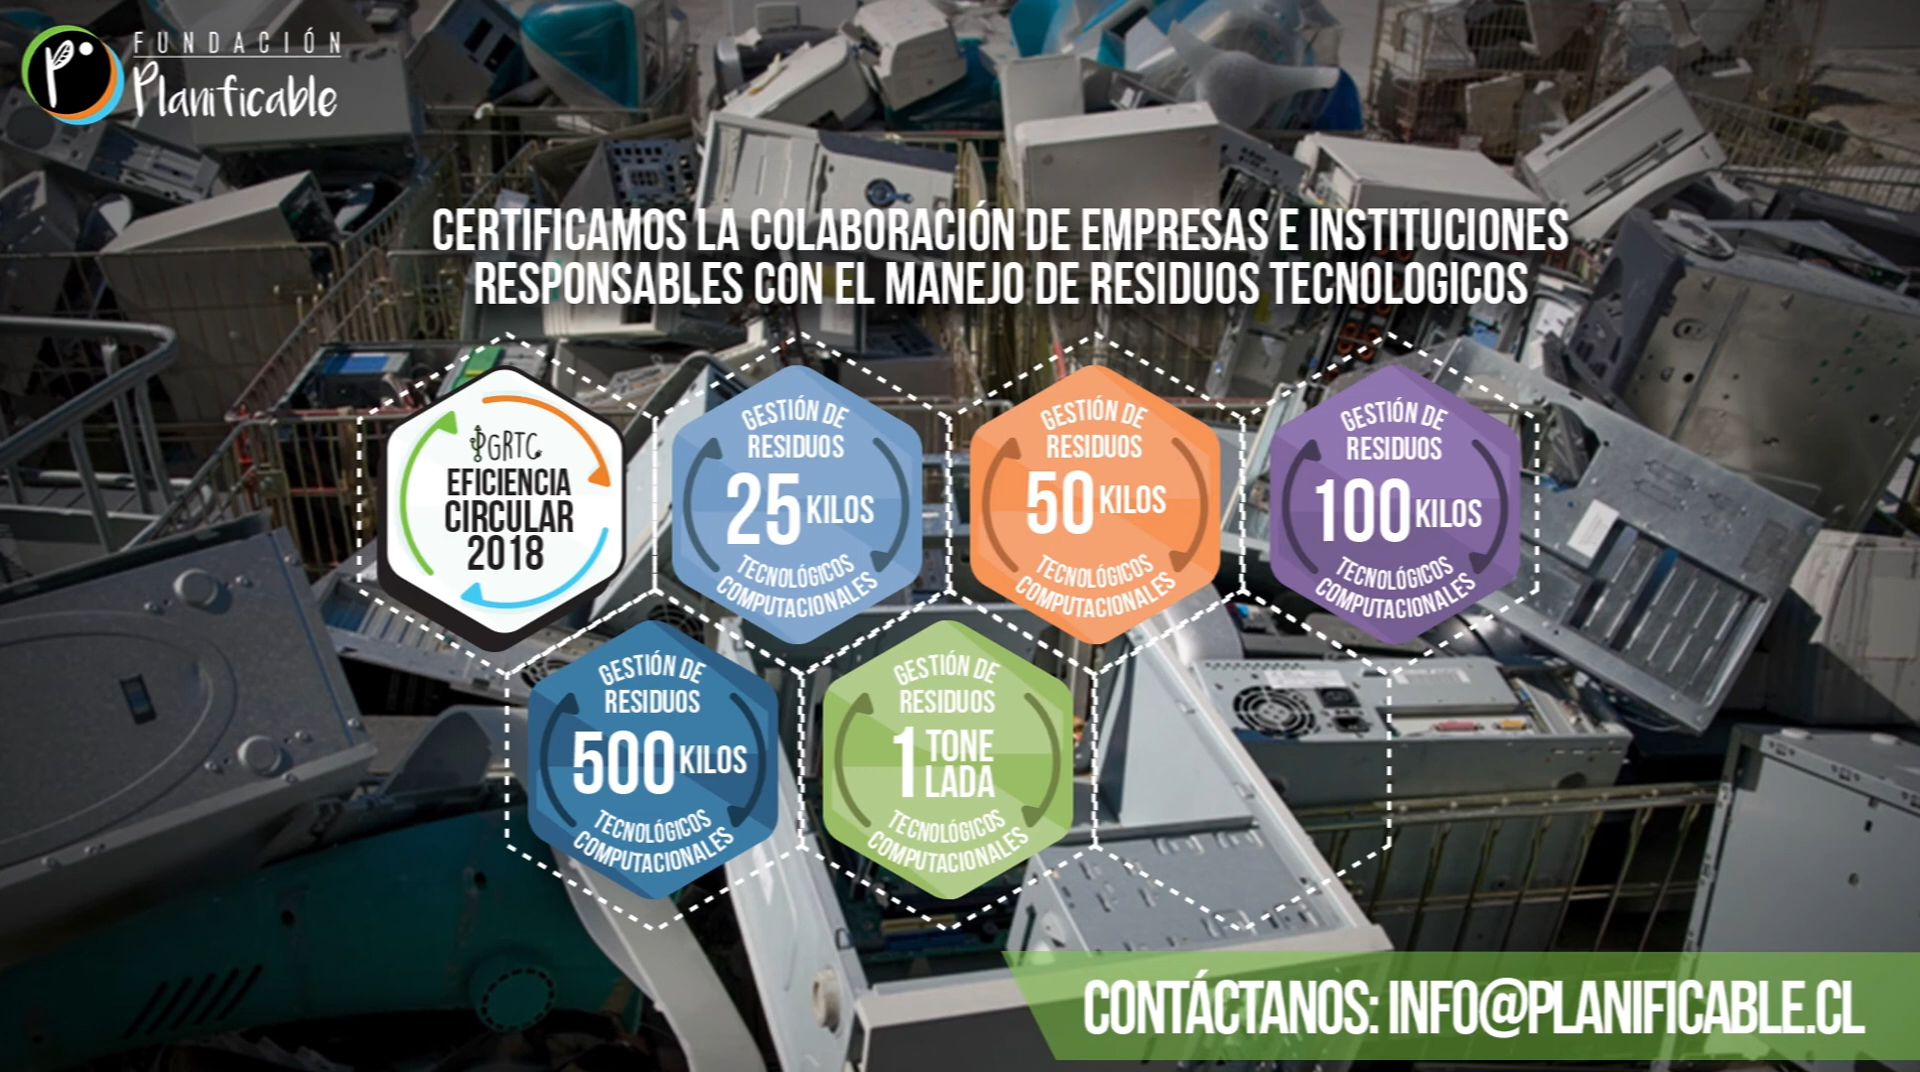 FUNDACIÓN
Planificable
CERTIFICAMOS LA COLABORACIÓN DE EMPRESAS E INSTITUCIONES
RESPONSABLES CON EL MANEJO DE RESIDUOS TECNOLOGICOS
PGRTC
EFICIENCIA
CIRCULAR
2018
GESTIÓN DE
RESIDUOS
25 KILOS
TECNOLÓGICOS
COMPUTACIONALES
GESTIÓN DE
RESIDUOS
50 KILOS
TECNOLÓGICOS
COMPUTACIONALES
GESTIÓN DE
RESIDUOS
100 KILOS
TECNOLÓGICOS
COMPUTACIONALES
GESTIÓN DE
RESIDUOS
500 KILOS
TECNOLÓGICOS
COMPUTACIONALES
GESTIÓN DE
RESIDUOS
1 TONE
LADA
TECNOLÓGICOS
COMPUTACIONALES
CONTÁCTANOS: INFO@PLANIFICABLE.CL